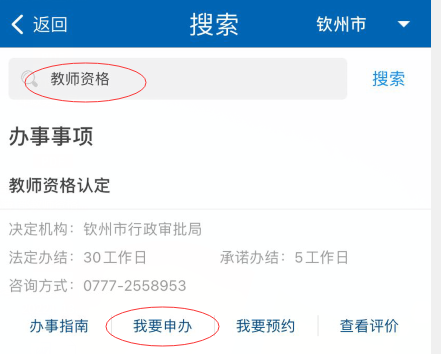 返回 搜索 钦州市
教师资格 搜索
办事事项
教师资格认定
决定机构：钦州市行政审批局
法定办结：30工作日 承诺办结：5工作日
咨询方式：0777-2558953
办事指南 我要申办 我要预约 查看评价